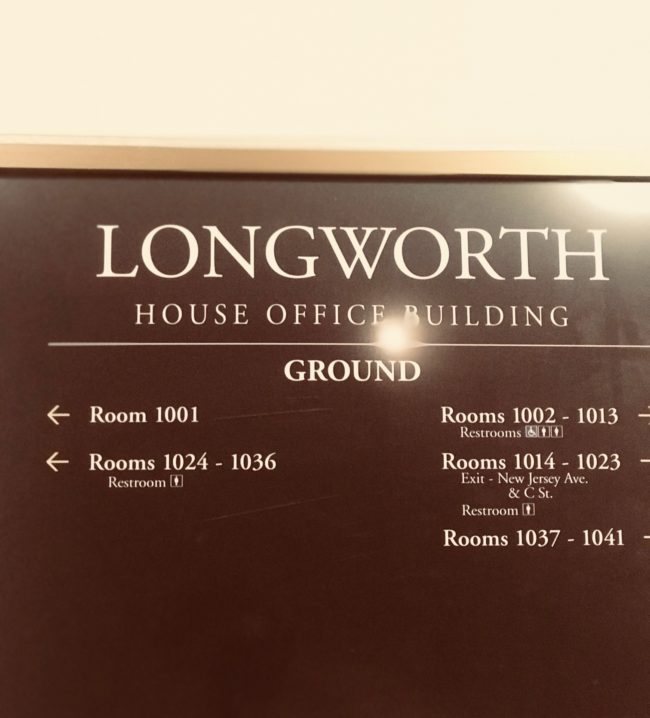 LONGWORTH
HOUSE OFFICE BUILDING
GROUND
← Room 1001
← Rooms 1024 - 1036
Restroom
Rooms 1002 - 1013 →
Restrooms
Rooms 1014 - 1023 →
Exit - New Jersey Ave.
& C St.
Restroom
Rooms 1037 - 1041 →